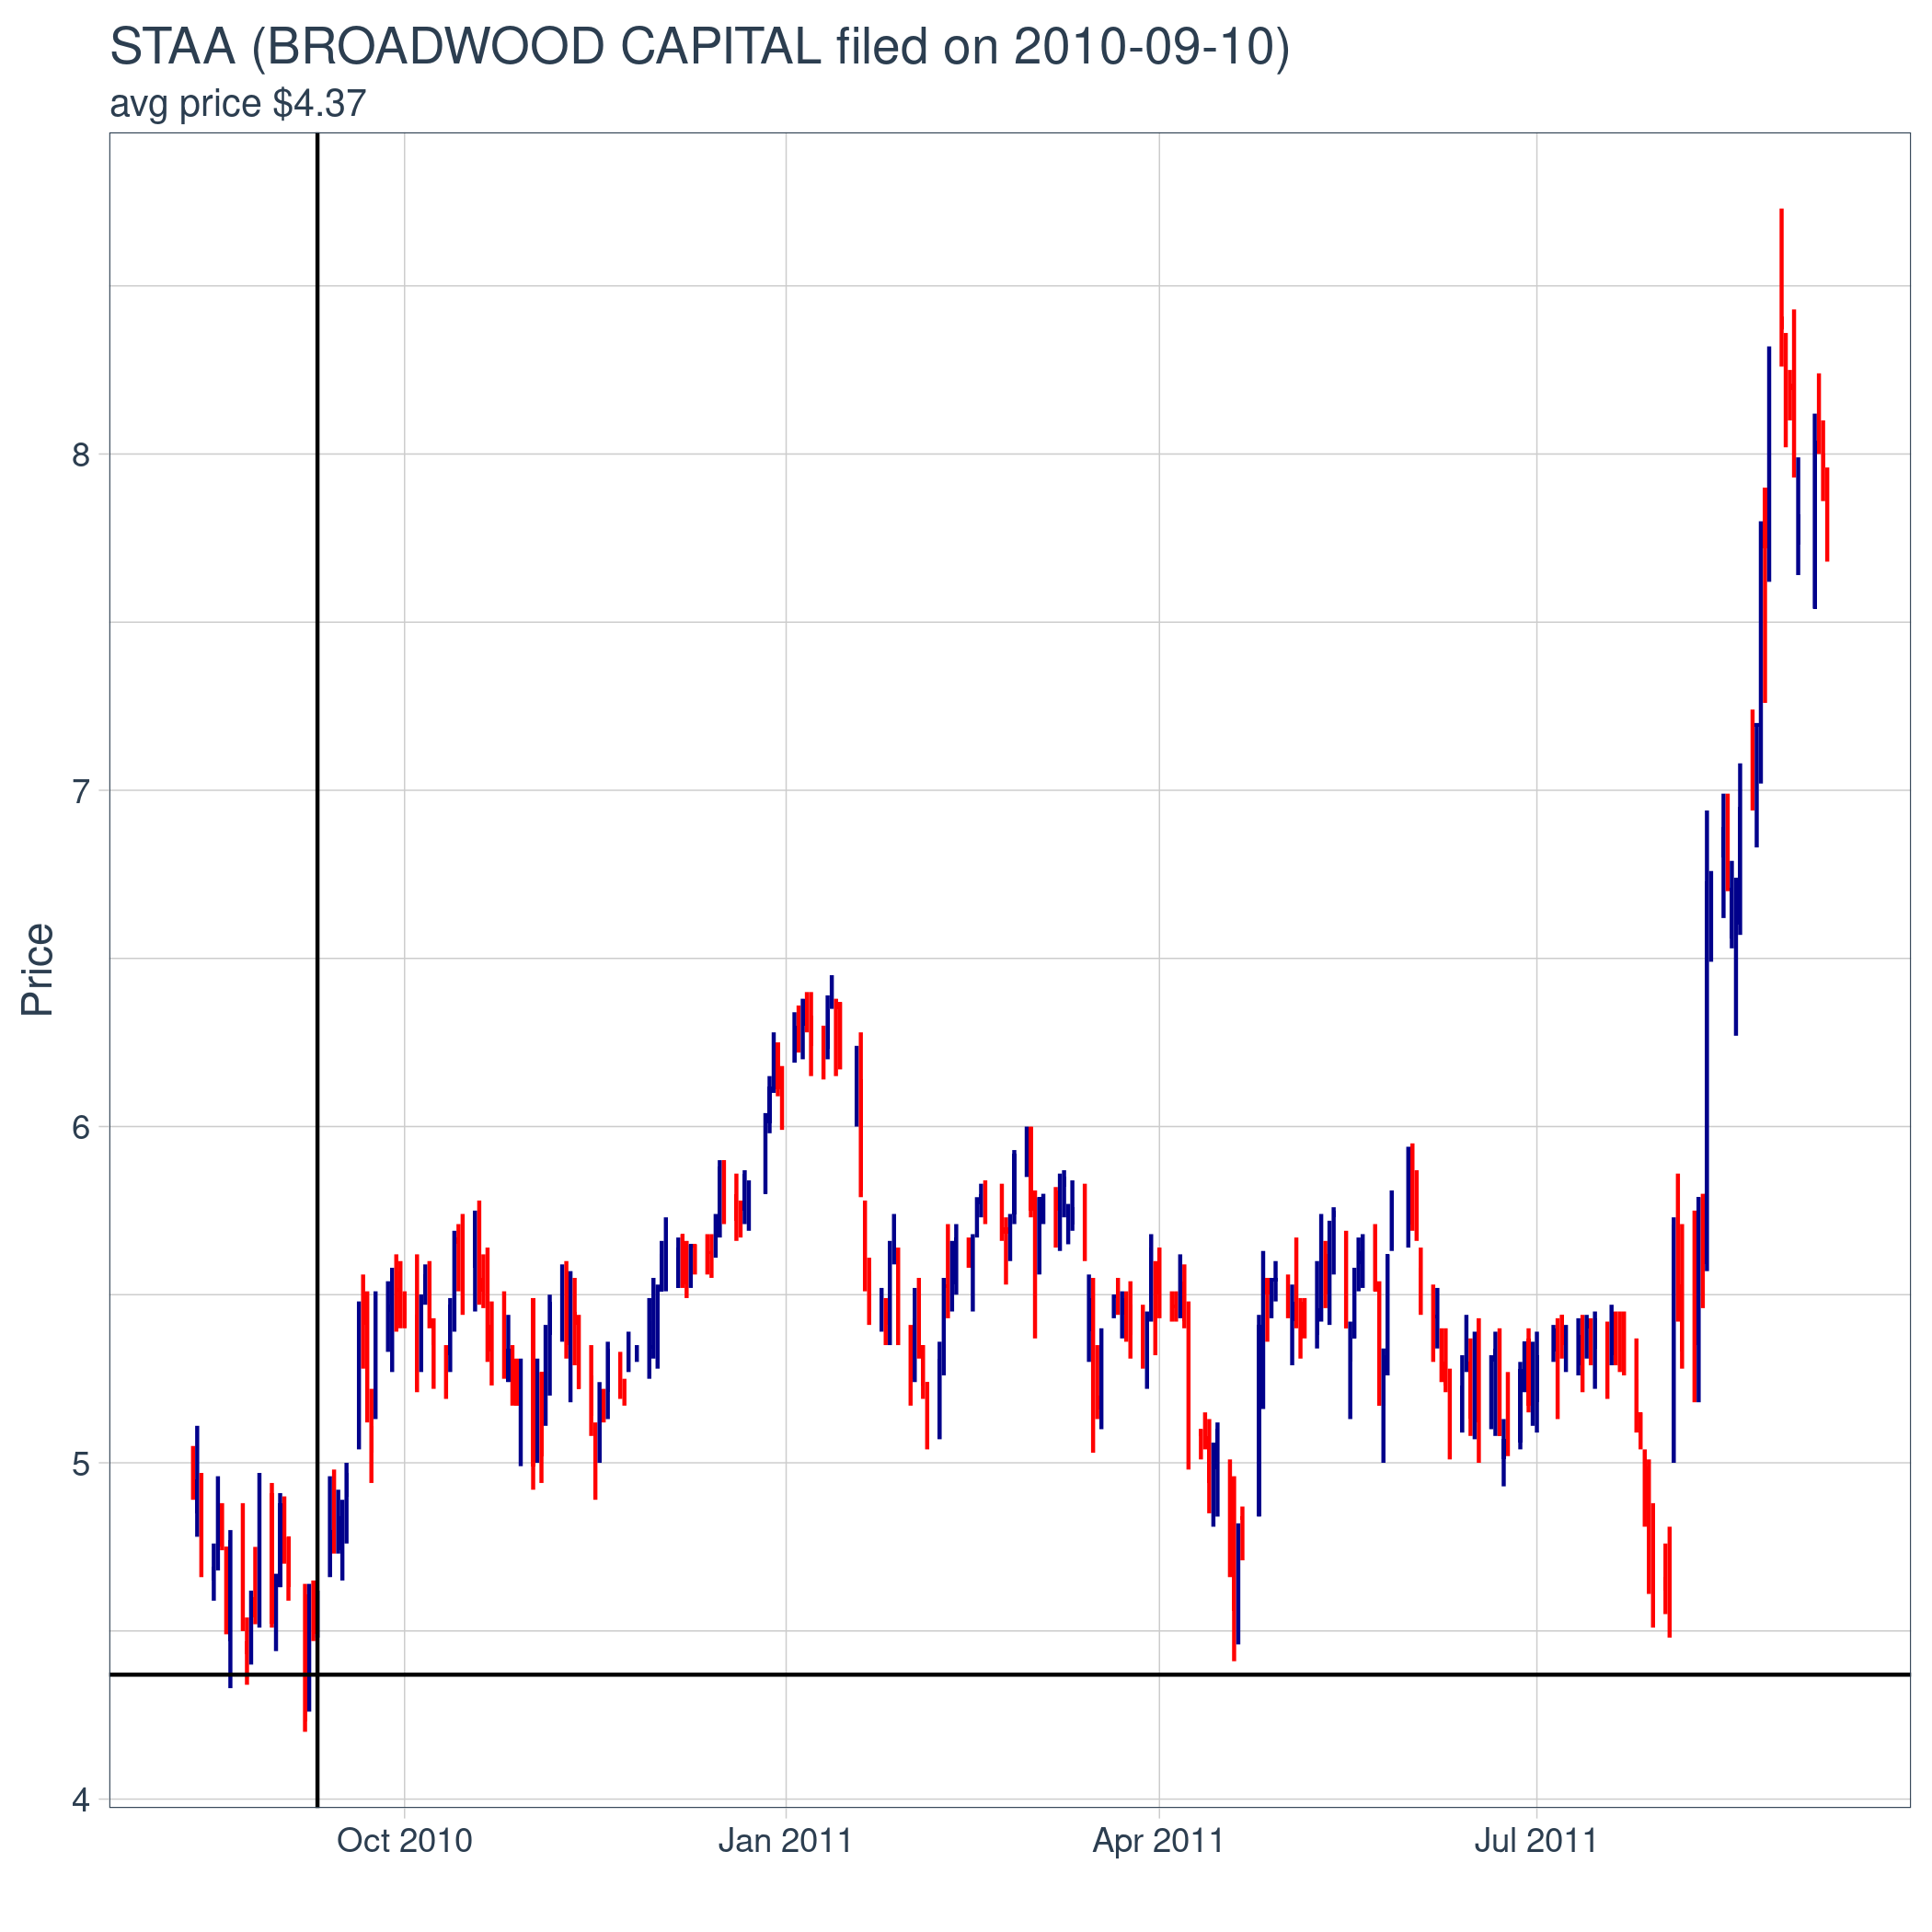 STAA (BROADWOOD CAPITAL filed on 2010-09-10)
avg price $4.37
Price
8
7
6
5
4
Oct 2010
Jan 2011
Apr 2011
Jul 2011